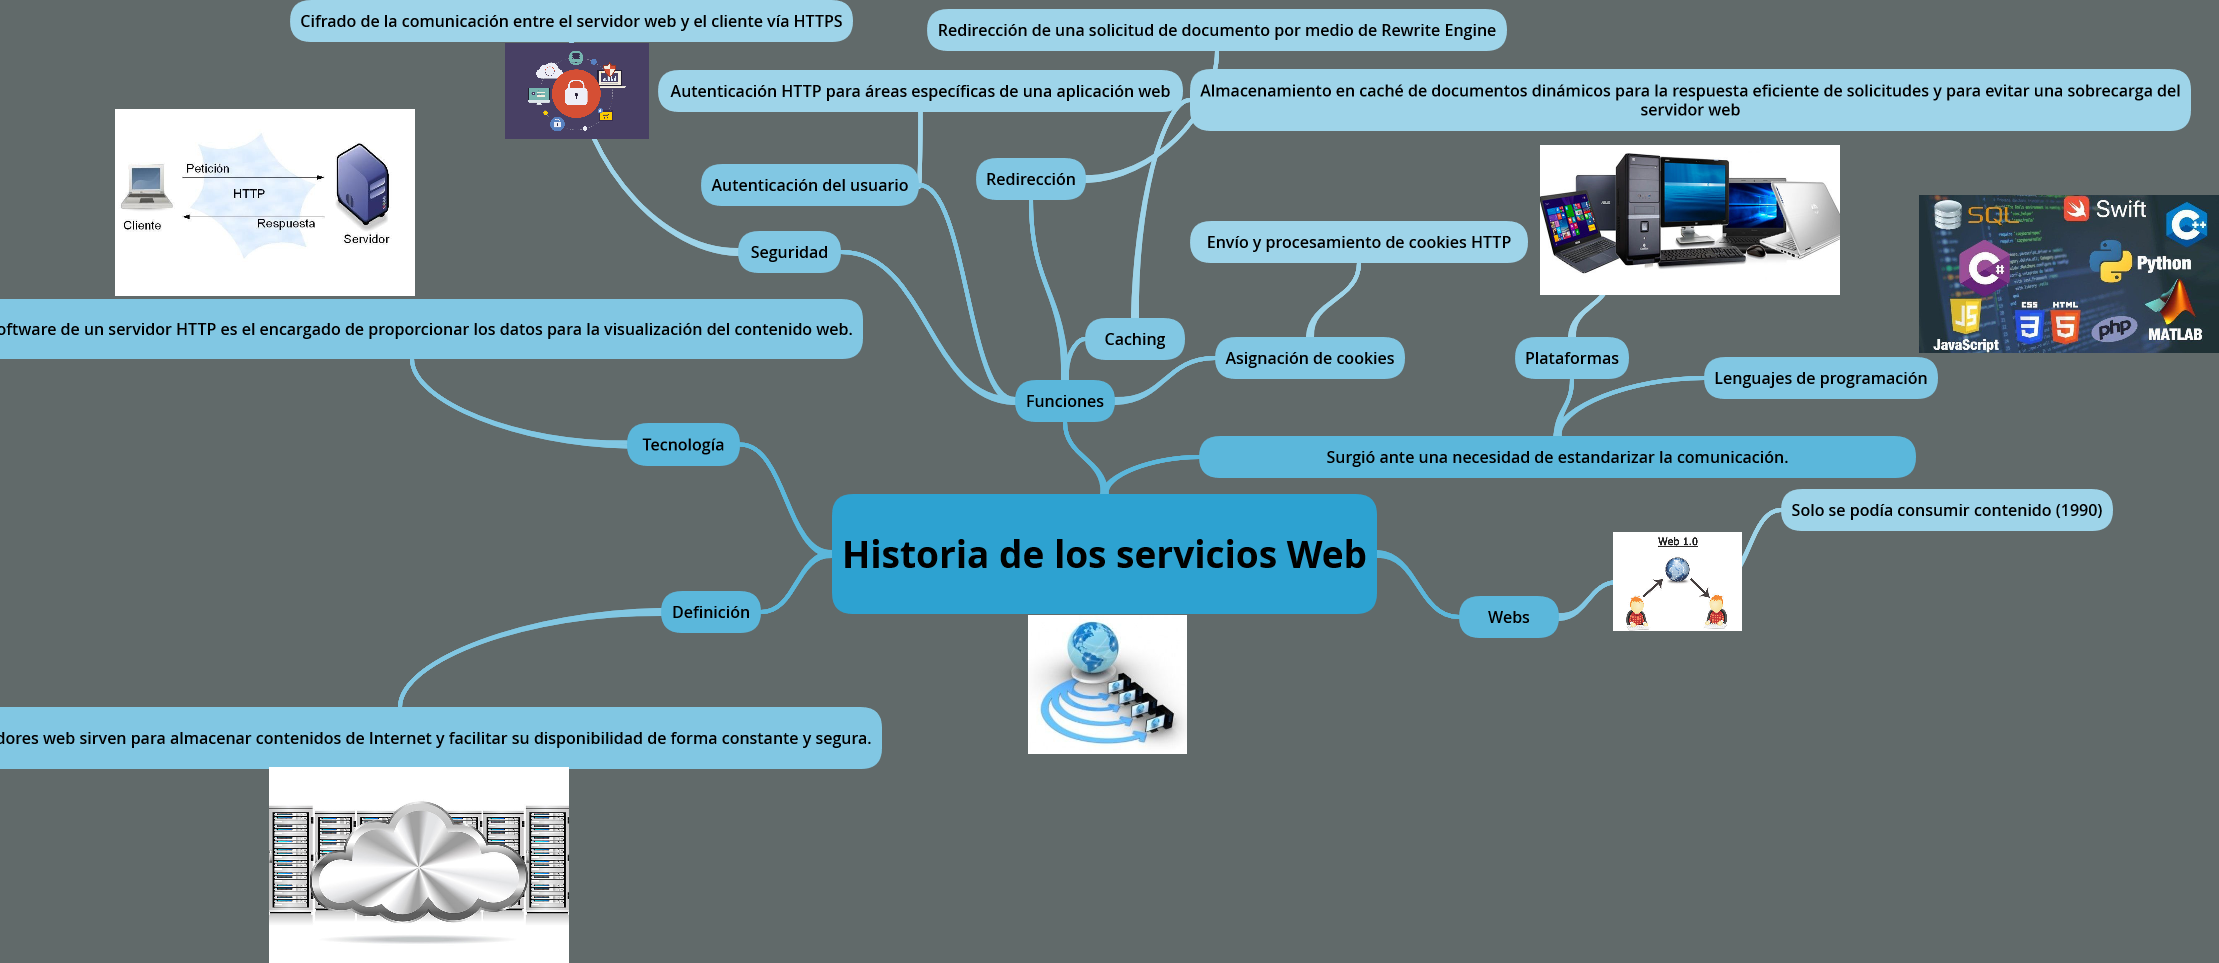 Cifrado de la comunicación entre el servidor web y el cliente vía HTTPS
Redirección de una solicitud de documento por medio de Rewrite Engine
Autenticación HTTP para áreas específicas de una aplicación web
Almacenamiento en caché de documentos dinámicos para la respuesta eficiente de solicitudes y para evitar una sobrecarga del
servidor web
Petición
HTTP
Respuesta
Cliente
Servidor
Autenticación del usuario
Redirección
Seguridad
Envío y procesamiento de cookies HTTP
SQL
Swift
C++
C#
Python
JS
JavaScript
CSS
3
HTML
5
php
MATLAB
oftware de un servidor HTTP es el encargado de proporcionar los datos para la visualización del contenido web.
Caching
Asignación de cookies
Plataformas
Lenguajes de programación
Funciones
Tecnología
Surgió ante una necesidad de estandarizar la comunicación.
Historia de los servicios Web
Solo se podía consumir contenido (1990)
Web 1.0
Webs
Definición
dores web sirven para almacenar contenidos de Internet y facilitar su disponibilidad de forma constante y segura.